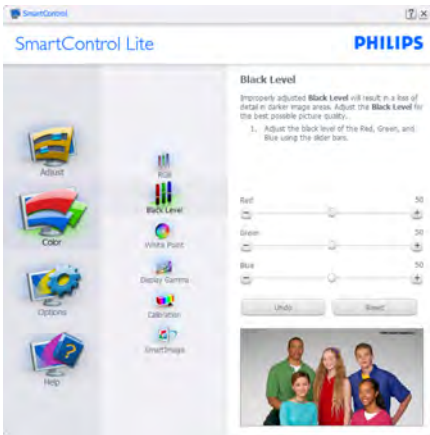 SmartControl
SmartControl Lite
PHILIPS
Adjust
Color
Options
Help
RGB
Black Level
White Point
Display Gamma
Calibration
SmartImage
Black Level
Improperly adjusted Black Level will result in a loss of
detail in darker image areas. Adjust the Black Level for
the best possible picture quality.
1. Adjust the black level of the Red, Green, and
Blue using the slider bars.
Red 50
Green 50
Blue 50
Undo Reset